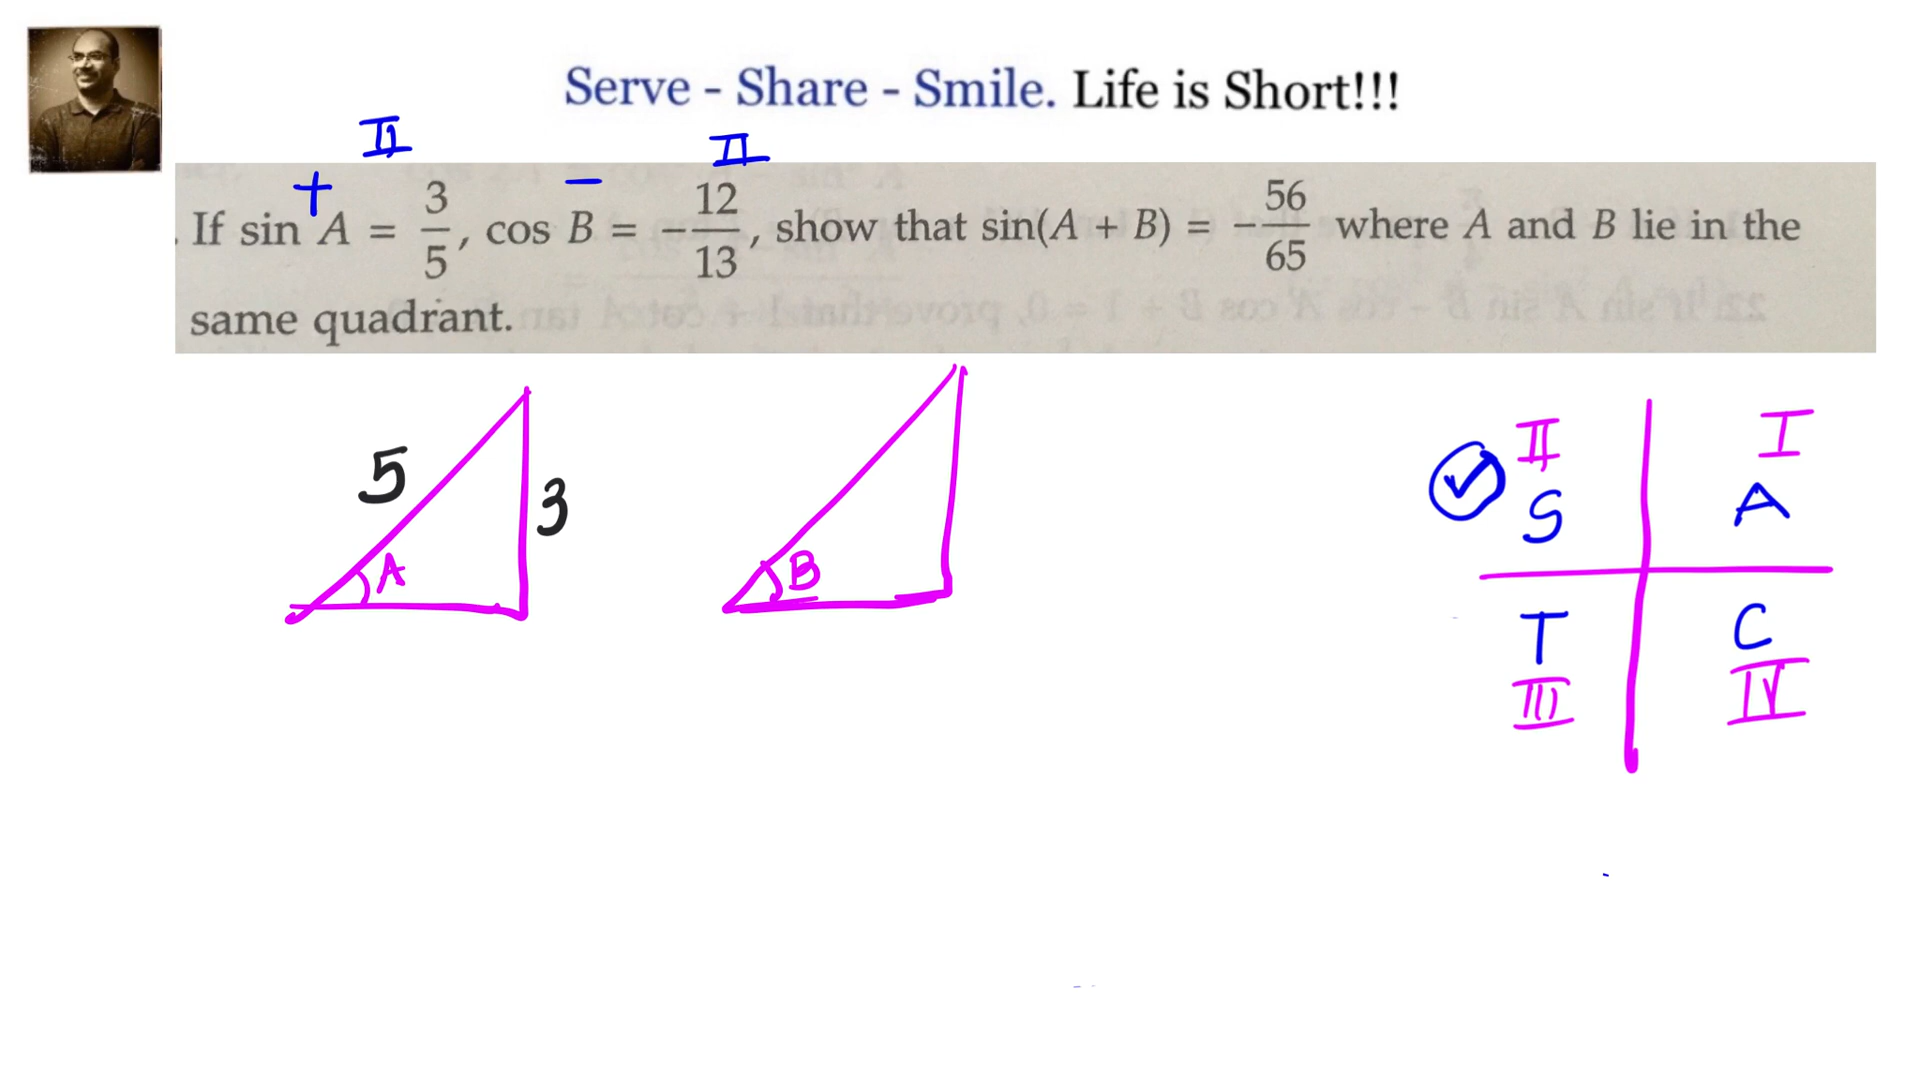 Serve - Share - Smile. Life is Short!!!
II II
+ −
. If sin A = 3/5, cos B = -12/13, show that sin(A + B) = -56/65 where A and B lie in the
same quadrant.
5 3 A
B
II I
✓ S A
T C
III IV